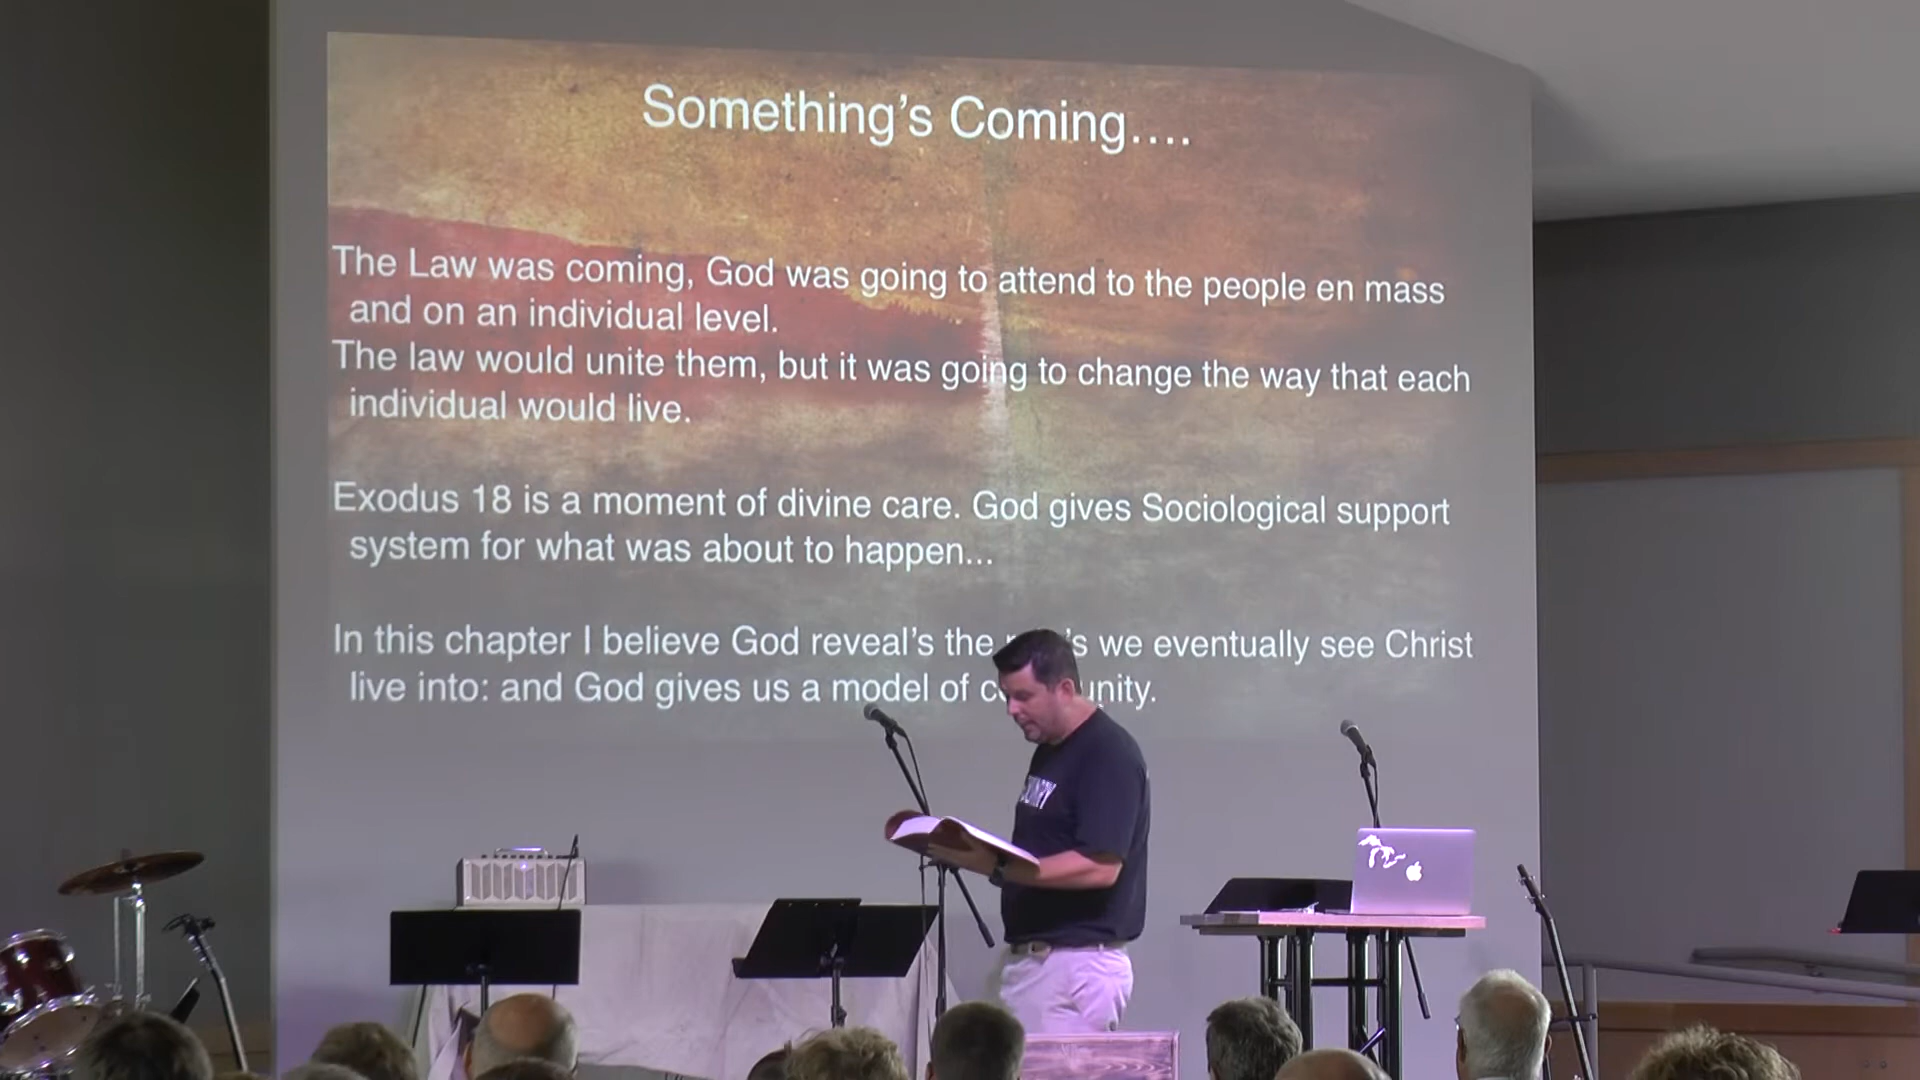 Something's Coming....
The Law was coming, God was going to attend to the people en mass
and on an individual level.
The law would unite them, but it was going to change the way that each
individual would live.
Exodus 18 is a moment of divine care. God gives Sociological support
system for what was about to happen...
In this chapter I believe God reveal's the we eventually see Christ
live into: and God gives us a model of